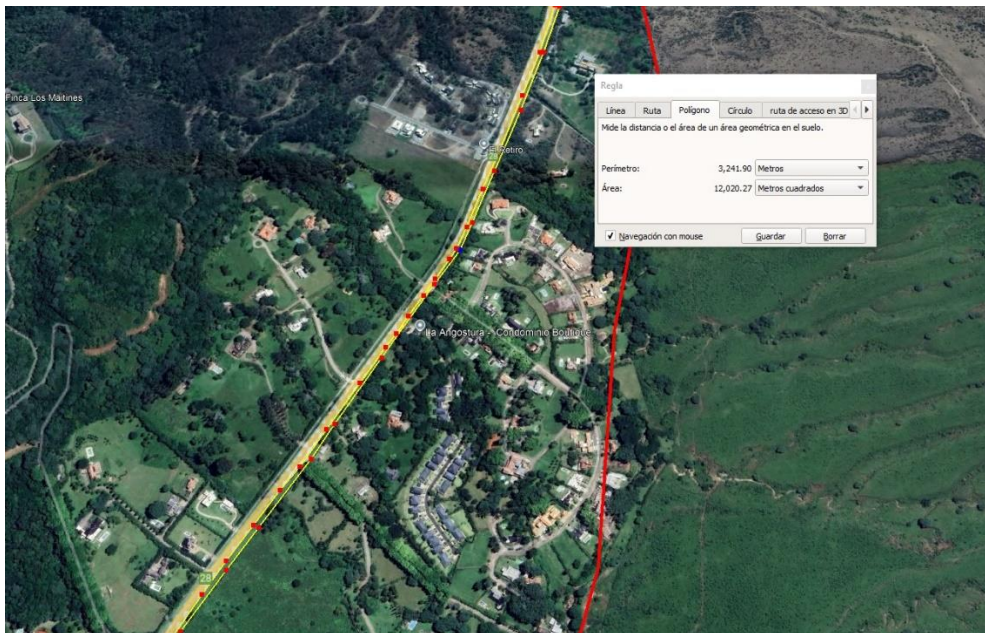 Finca Los Maitines
El Retiro
28
La Angostura - Condominio Boutique
28
Regla
Línea
Ruta
Polígono
Círculo
ruta de acceso en 3D
Mide la distancia o el área de un área geométrica en el suelo.
Perímetro: 3,241.90 Metros
Área: 12,020.27 Metros cuadrados
Navegación con mouse
Guardar
Borrar